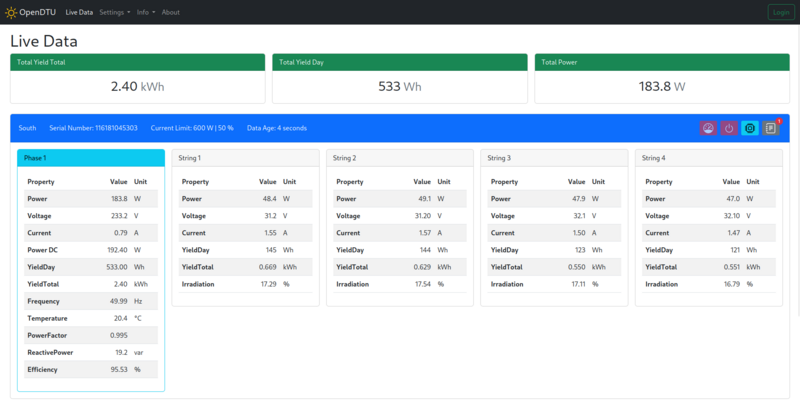 OpenDTU Live Data Settings Info About Login
Live Data
Total Yield Total
2.40 kWh
Total Yield Day
533 Wh
Total Power
183.8 W
South Serial Number: 116181045303 Current Limit: 600 W | 50 % Data Age: 4 seconds 1
Phase 1
Property Value Unit
Power 183.8 W
Voltage 233.2 V
Current 0.79 A
Power DC 192.40 W
YieldDay 533.00 Wh
YieldTotal 2.40 kWh
Frequency 49.99 Hz
Temperature 20.4 °C
PowerFactor 0.995
ReactivePower 19.2 var
Efficiency 95.53 %
String 1
Property Value Unit
Power 48.4 W
Voltage 31.2 V
Current 1.55 A
YieldDay 145 Wh
YieldTotal 0.669 kWh
Irradiation 17.29 %
String 2
Property Value Unit
Power 49.1 W
Voltage 31.20 V
Current 1.57 A
YieldDay 144 Wh
YieldTotal 0.629 kWh
Irradiation 17.54 %
String 3
Property Value Unit
Power 47.9 W
Voltage 32.1 V
Current 1.50 A
YieldDay 123 Wh
YieldTotal 0.550 kWh
Irradiation 17.11 %
String 4
Property Value Unit
Power 47.0 W
Voltage 32.10 V
Current 1.47 A
YieldDay 121 Wh
YieldTotal 0.551 kWh
Irradiation 16.79 %